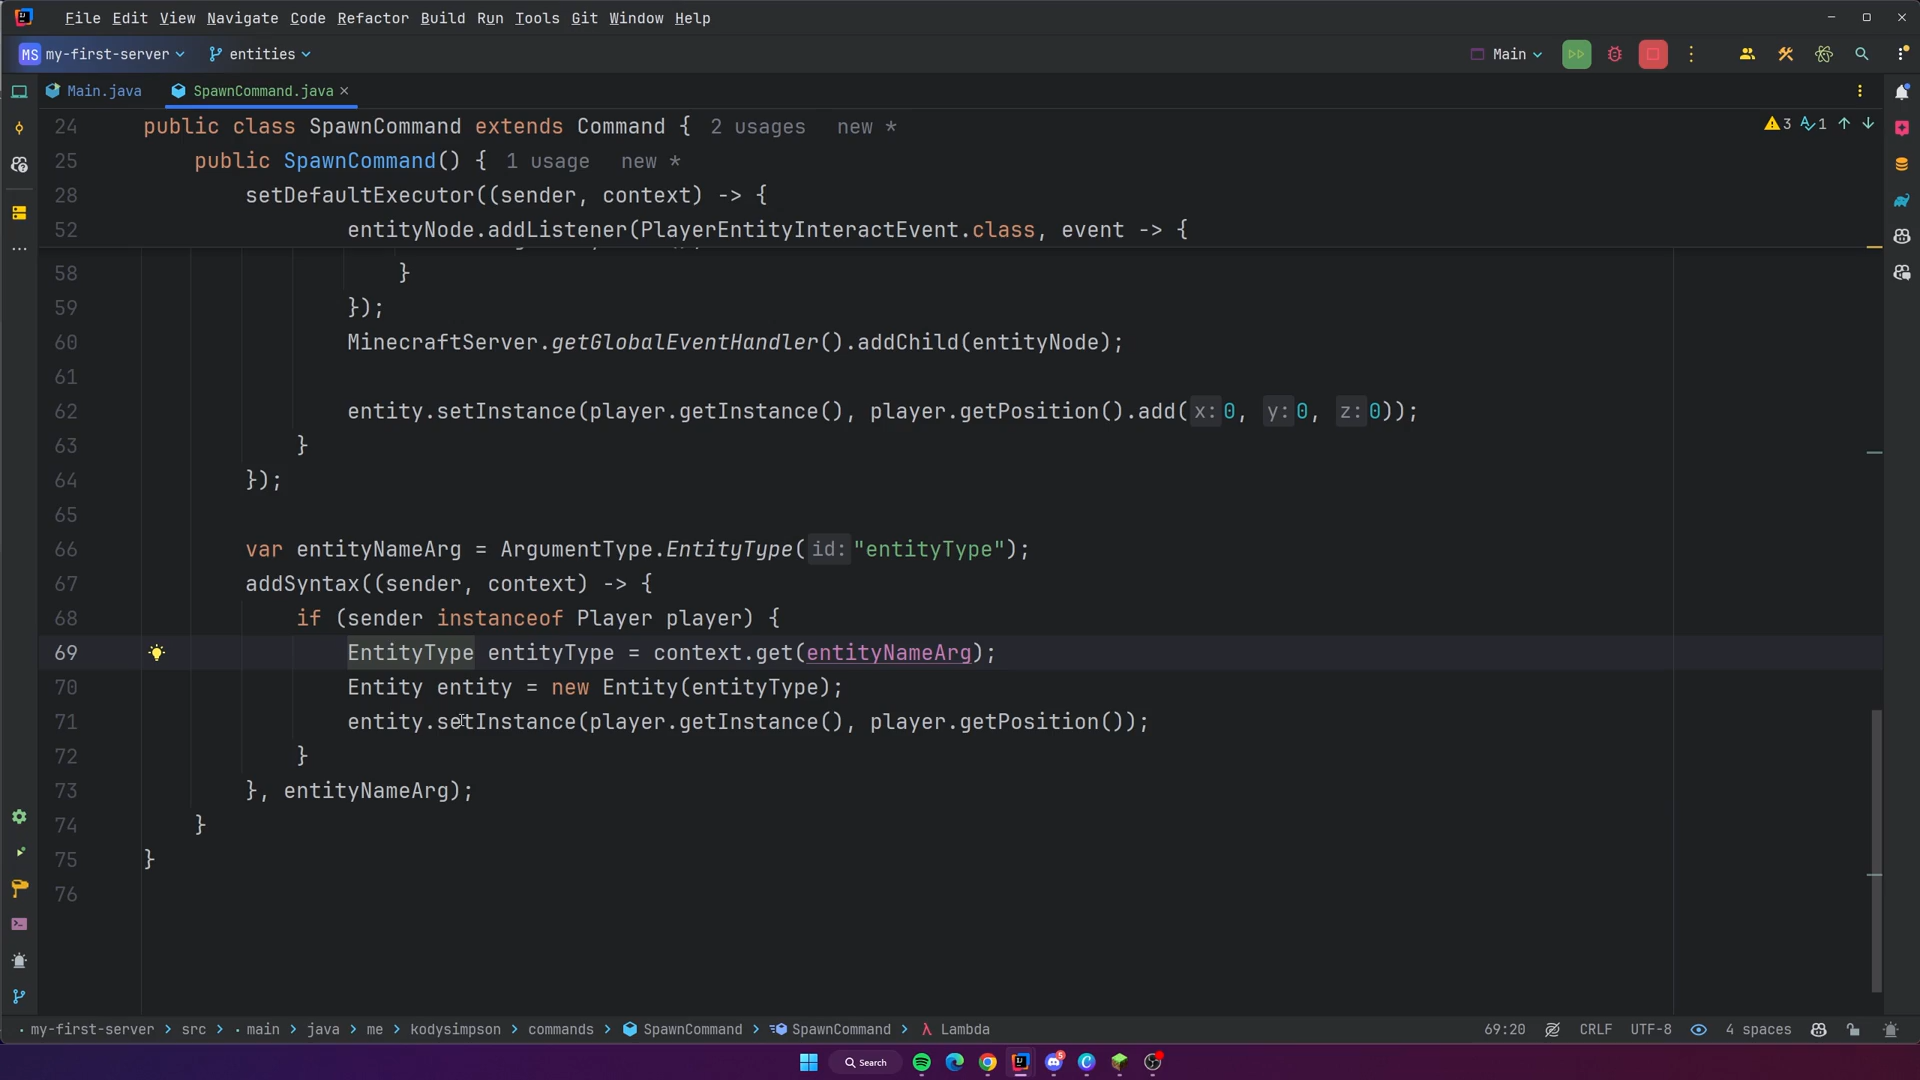 File Edit View Navigate Code Refactor Build Run Tools Git Window Help
MS my-first-server entities Main
Main.java SpawnCommand.java
24 public class SpawnCommand extends Command { 2 usages new *
3 1
25 public SpawnCommand() { 1 usage new *
28 setDefaultExecutor((sender, context) -> {
52 entityNode.addListener(PlayerEntityInteractEvent.class, event -> {
58 }
59 });
60 MinecraftServer.getGlobalEventHandler().addChild(entityNode);
61
62 entity.setInstance(player.getInstance(), player.getPosition().add( x: 0, y: 0, z: 0));
63 }
64 });
65
66 var entityNameArg = ArgumentType.EntityType( id: "entityType");
67 addSyntax((sender, context) -> {
68 if (sender instanceof Player player) {
69 EntityType entityType = context.get(entityNameArg);
70 Entity entity = new Entity(entityType);
71 entity.setInstance(player.getInstance(), player.getPosition());
72 }
73 }, entityNameArg);
74 }
75 }
76
my-first-server > src > main > java > me > kodysimpson > commands > SpawnCommand > SpawnCommand > λ Lambda 69:20 CRLF UTF-8 4 spaces
Search